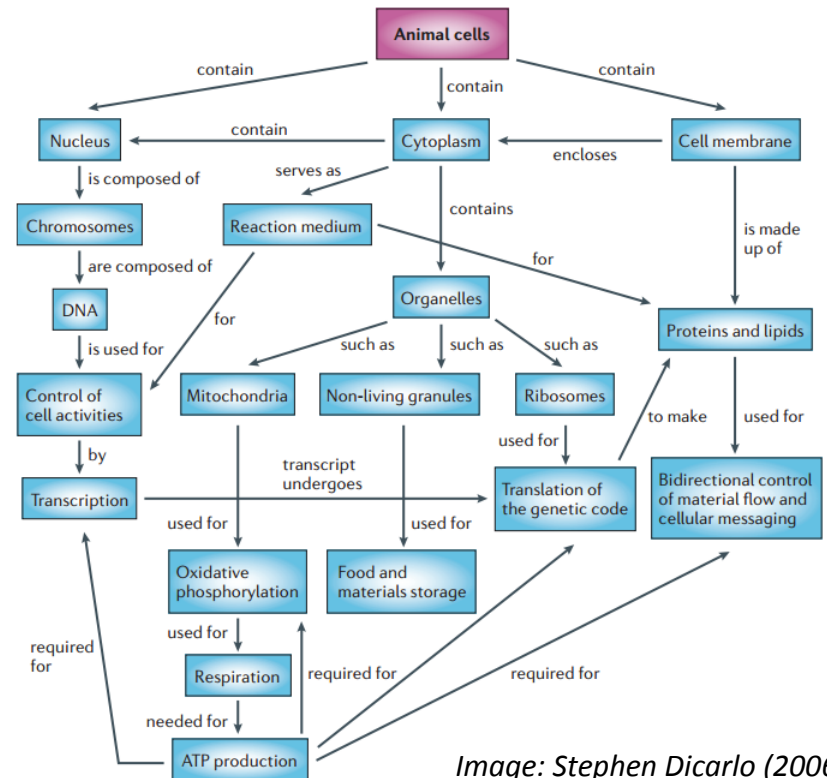 Animal cells
contain
contain
contain
Nucleus
contain
Cytoplasm
encloses
Cell membrane
is composed of
serves as
contains
is made
up of
Chromosomes
Reaction medium
for
are composed of
Organelles
DNA
for
Proteins and lipids
is used for
such as
such as
such as
Control of
cell activities
Mitochondria
Non-living granules
Ribosomes
to make
used for
by
transcript
undergoes
used for
Transcription
Translation of
the genetic code
Bidirectional control
of material flow and
cellular messaging
used for
used for
Oxidative
phosphorylation
Food and
materials storage
required
for
used for
required for
required for
Respiration
needed for
ATP production
Image: Stephen Dicarlo (2006